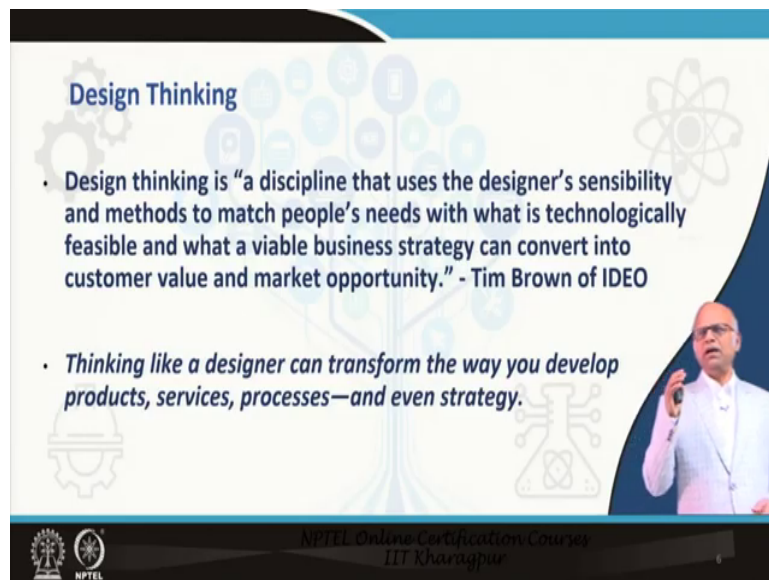 Design Thinking
• Design thinking is “a discipline that uses the designer’s sensibility
and methods to match people’s needs with what is technologically
feasible and what a viable business strategy can convert into
customer value and market opportunity.” - Tim Brown of IDEO
• Thinking like a designer can transform the way you develop
products, services, processes—and even strategy.
NPTEL Online Certification Courses
IIT Kharagpur
NPTEL
6